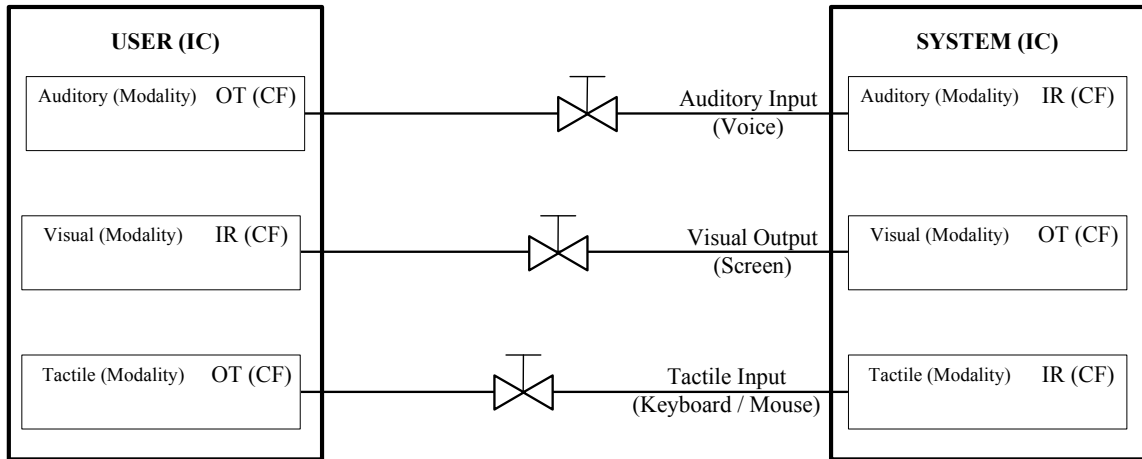 USER (IC)
SYSTEM (IC)
Auditory (Modality) OT (CF)
Auditory Input
(Voice)
Auditory (Modality) IR (CF)
Visual (Modality) IR (CF)
Visual Output
(Screen)
Visual (Modality) OT (CF)
Tactile (Modality) OT (CF)
Tactile Input
(Keyboard / Mouse)
Tactile (Modality) IR (CF)